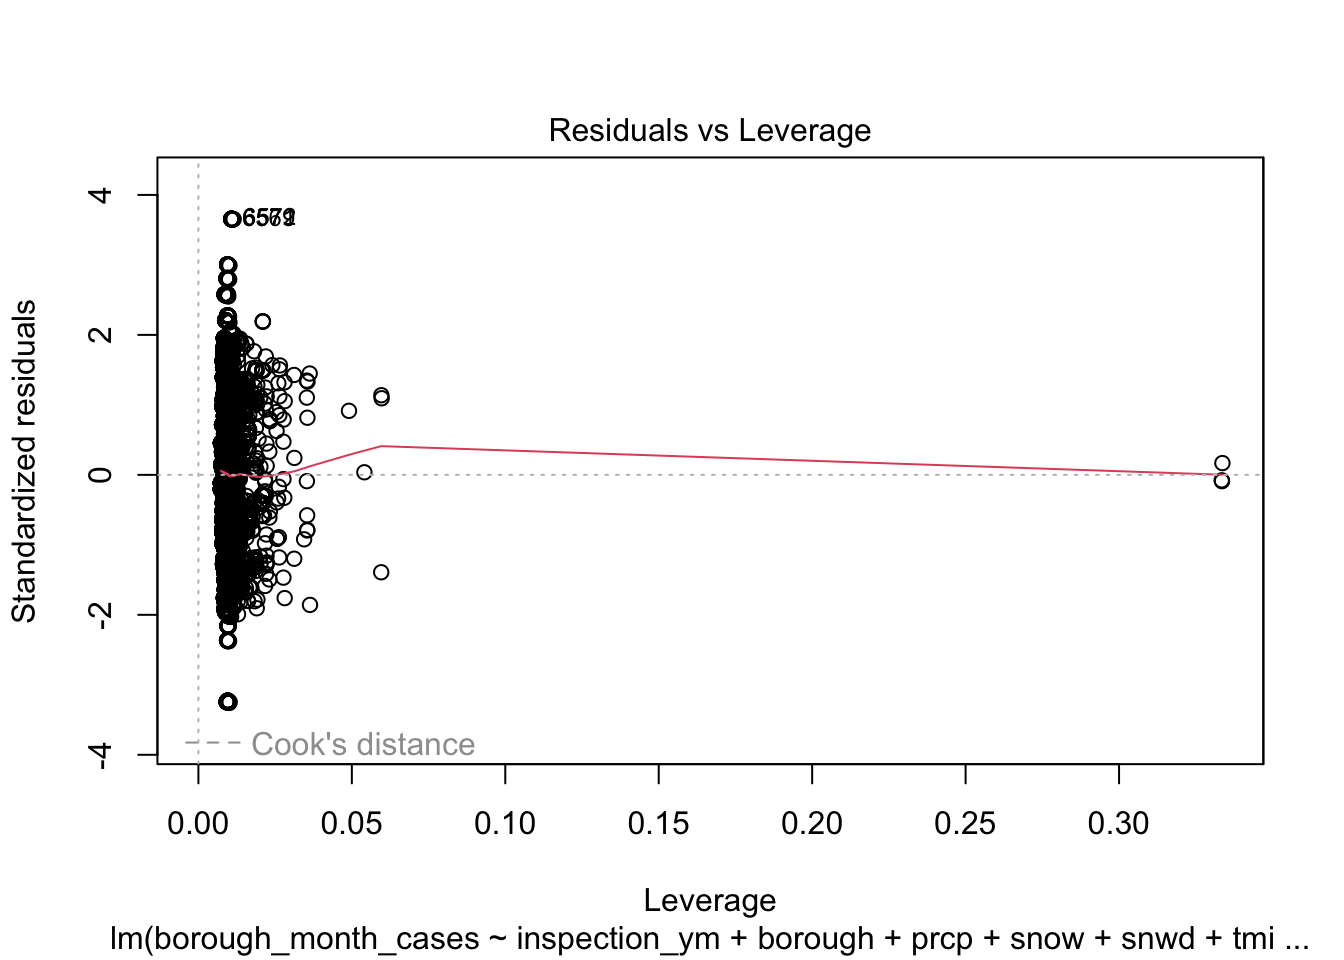 Residuals vs Leverage
Standardized residuals
4
2
0
-2
-4
Cook's distance
0.00 0.05 0.10 0.15 0.20 0.25 0.30
Leverage
lm(borough_month_cases ~ inspection_ym + borough + prcp + snow + snwd + tmi ...